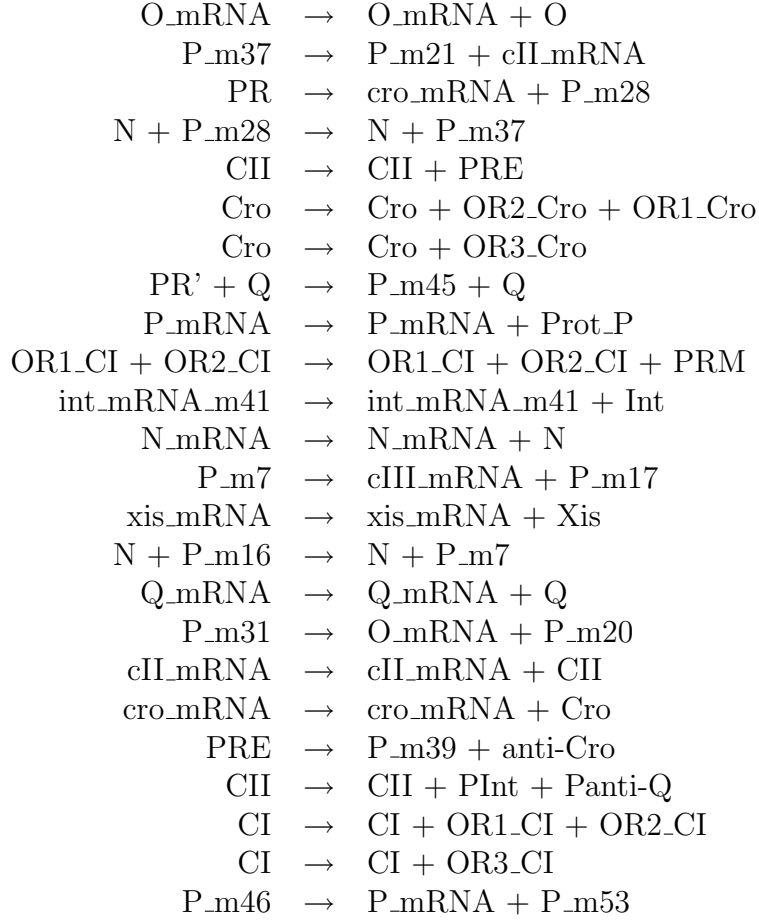 O_mRNA → O_mRNA + O
P_m37 → P_m21 + cII_mRNA
PR → cro_mRNA + P_m28
N + P_m28 → N + P_m37
CII → CII + PRE
Cro → Cro + OR2_Cro + OR1_Cro
Cro → Cro + OR3_Cro
PR' + Q → P_m45 + Q
P_mRNA → P_mRNA + Prot_P
OR1_CI + OR2_CI → OR1_CI + OR2_CI + PRM
int_mRNA_m41 → int_mRNA_m41 + Int
N_mRNA → N_mRNA + N
P_m7 → cIII_mRNA + P_m17
xis_mRNA → xis_mRNA + Xis
N + P_m16 → N + P_m7
Q_mRNA → Q_mRNA + Q
P_m31 → O_mRNA + P_m20
cII_mRNA → cII_mRNA + CII
cro_mRNA → cro_mRNA + Cro
PRE → P_m39 + anti-Cro
CII → CII + PInt + Panti-Q
CI → CI + OR1_CI + OR2_CI
CI → CI + OR3_CI
P_m46 → P_mRNA + P_m53